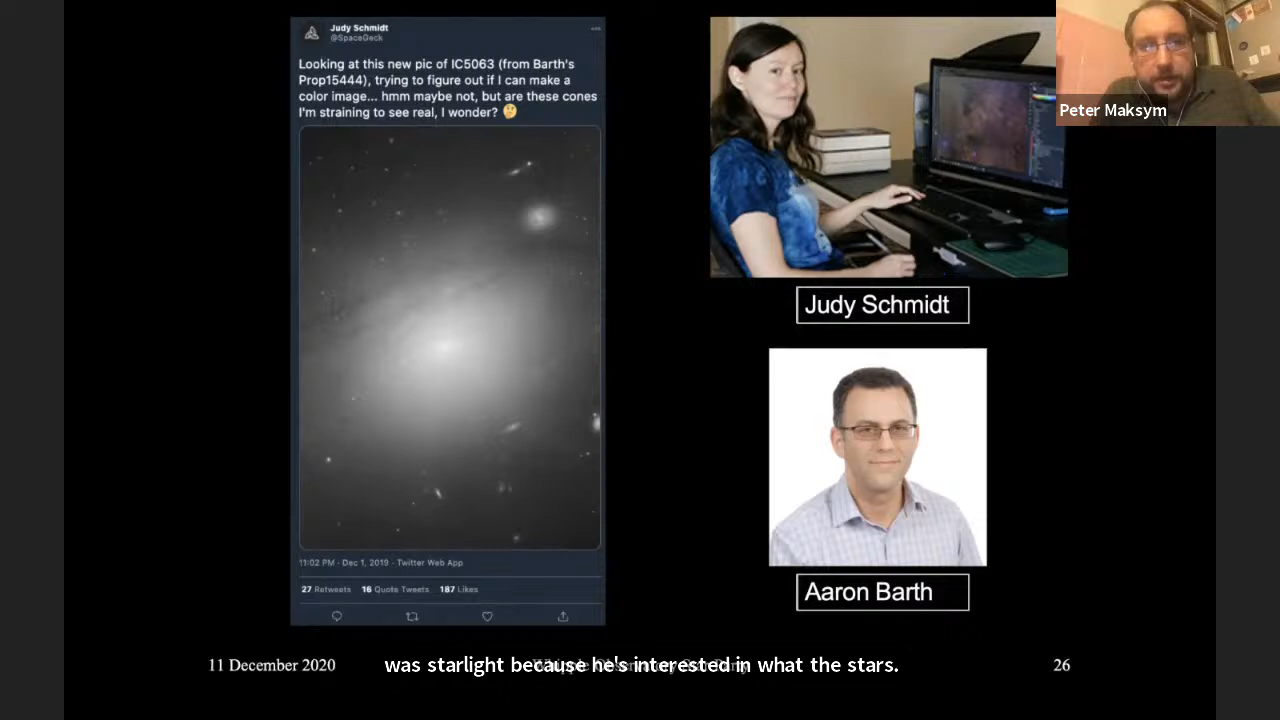 Judy Schmidt
@SpaceGeck
Looking at this new pic of IC5063 (from Barth's
Prop15444), trying to figure out if I can make a
color image... hmm maybe not, but are these cones
I'm straining to see real, I wonder? 🤔
11:02 PM · Dec 1, 2019 · Twitter Web App
27 Retweets 16 Quote Tweets 187 Likes
Judy Schmidt
Aaron Barth
Peter Maksym
11 December 2020
was starlight because he's interested in what the stars.
26